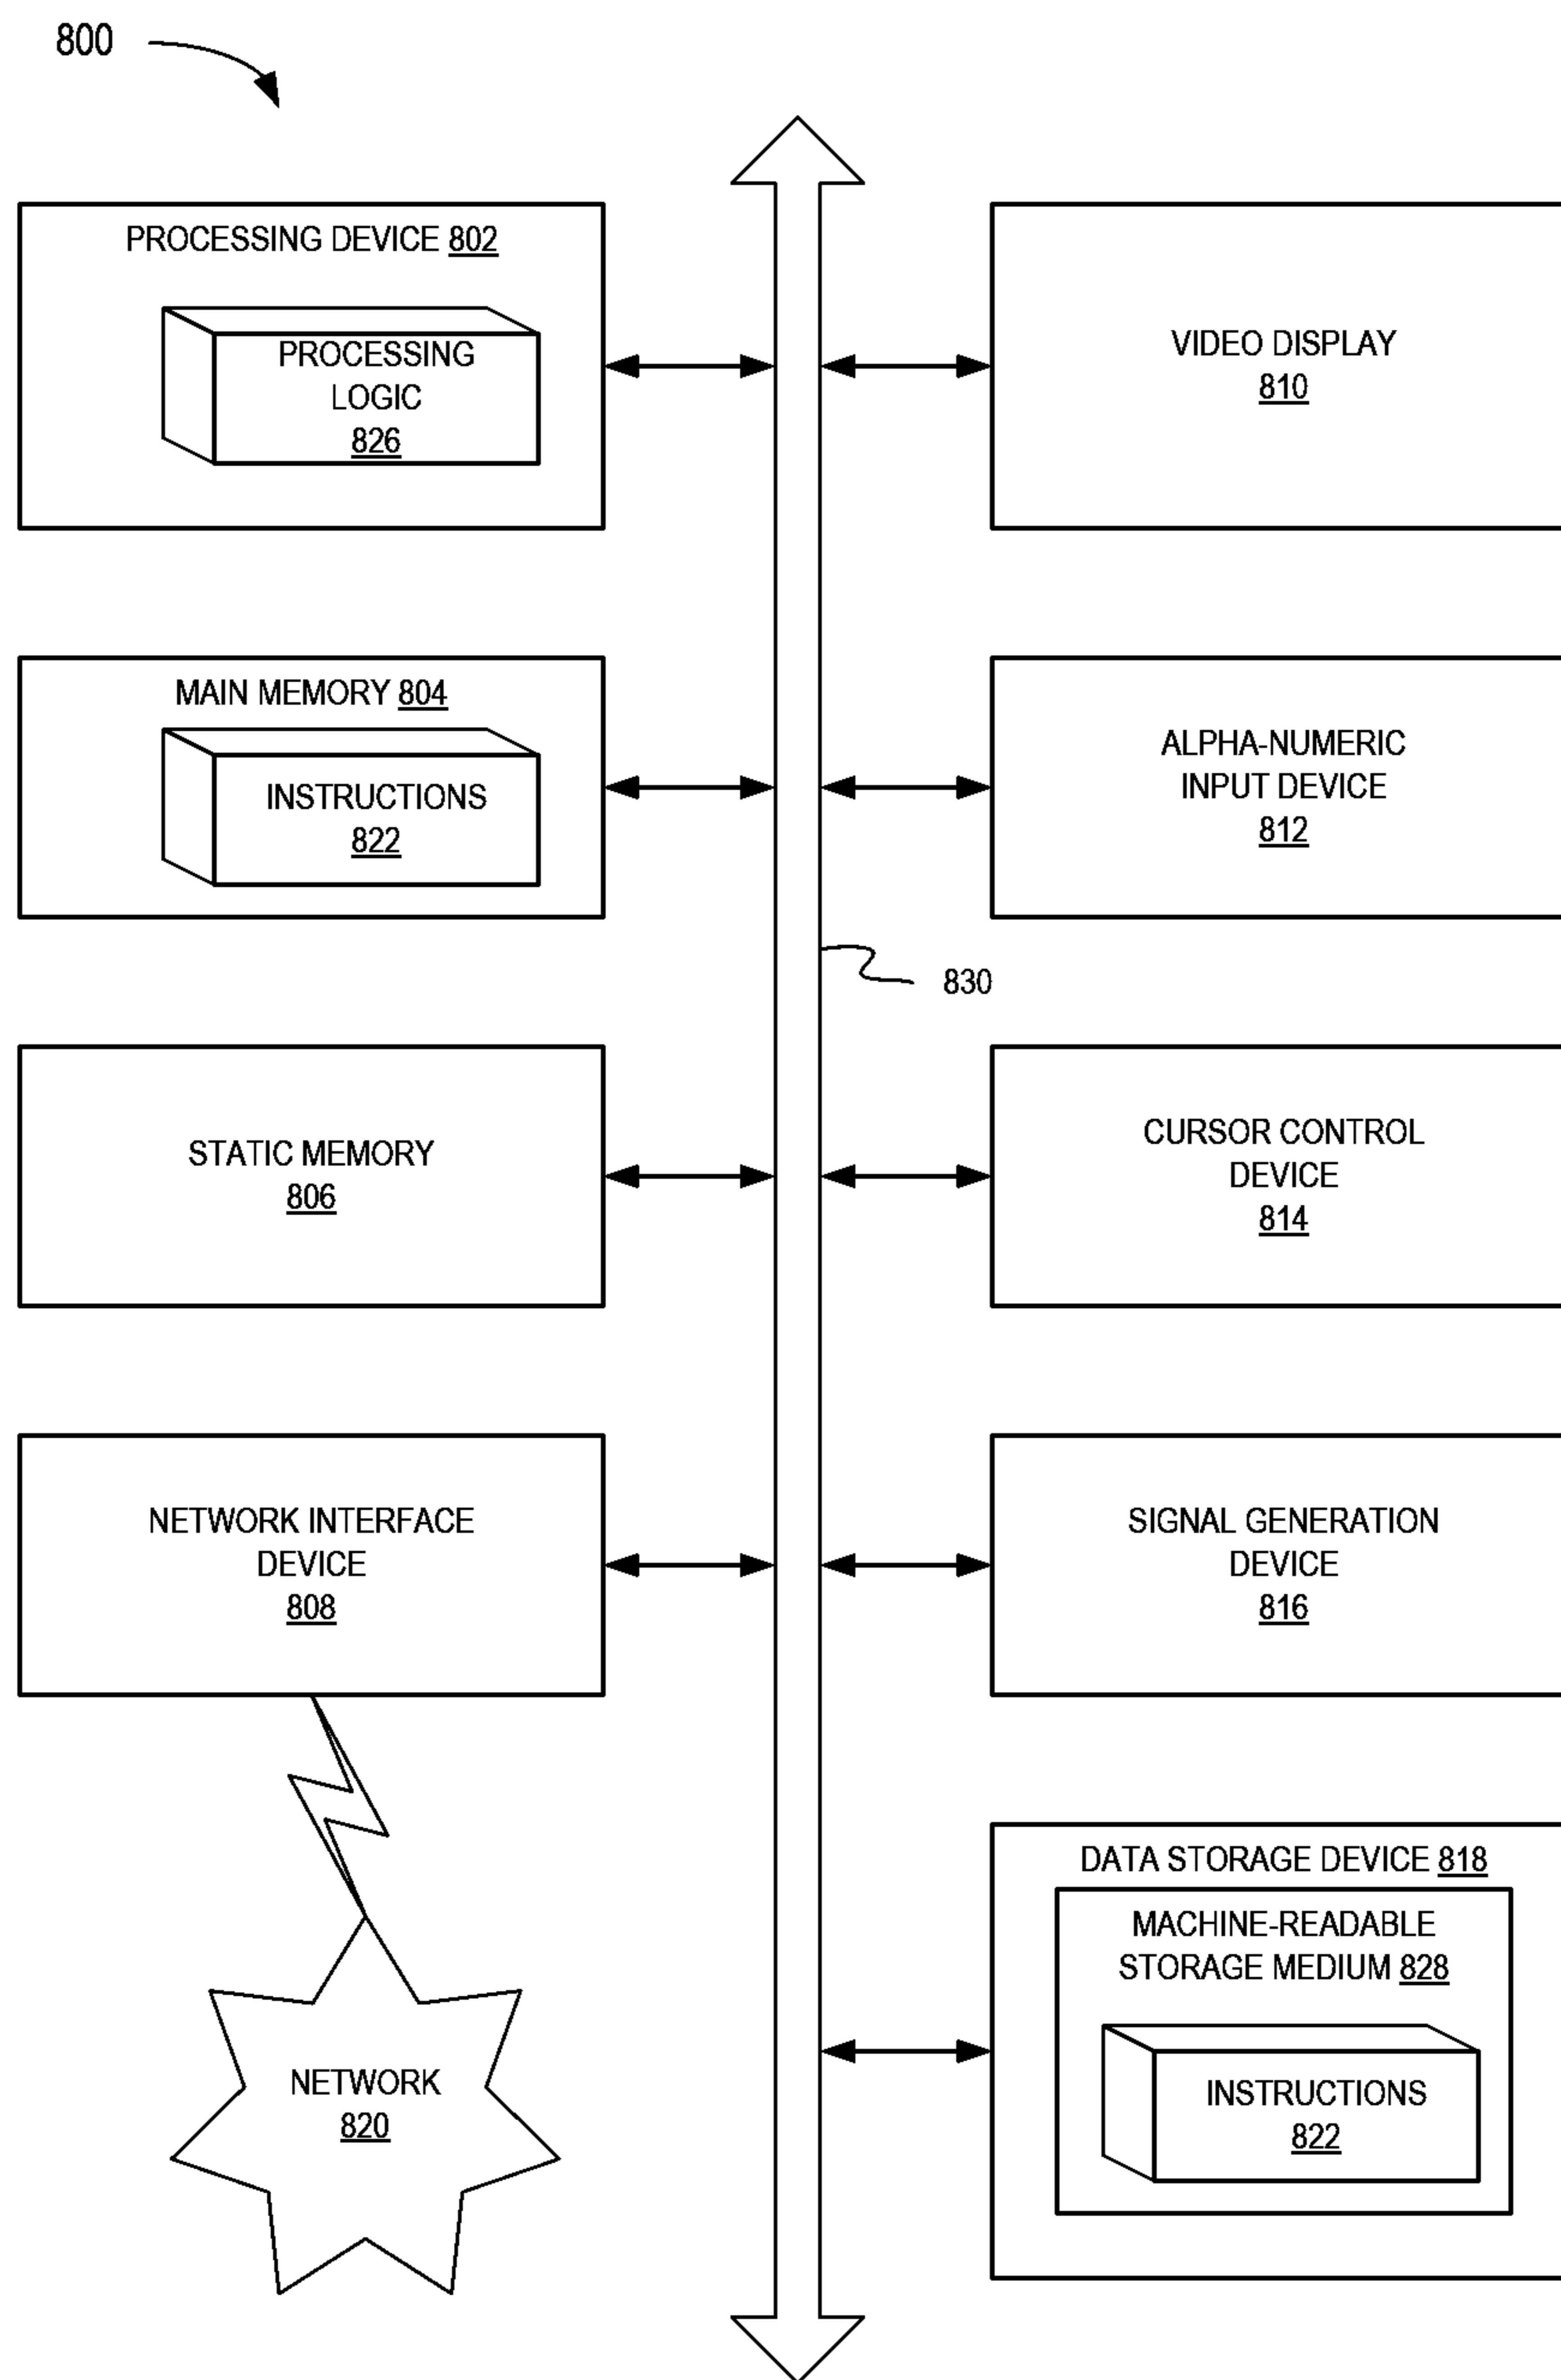 800
PROCESSING DEVICE 802
PROCESSING
LOGIC
826
VIDEO DISPLAY
810
MAIN MEMORY 804
INSTRUCTIONS
822
ALPHA-NUMERIC
INPUT DEVICE
812
830
STATIC MEMORY
806
CURSOR CONTROL
DEVICE
814
NETWORK INTERFACE
DEVICE
808
SIGNAL GENERATION
DEVICE
816
DATA STORAGE DEVICE 818
MACHINE-READABLE
STORAGE MEDIUM 828
INSTRUCTIONS
822
NETWORK
820